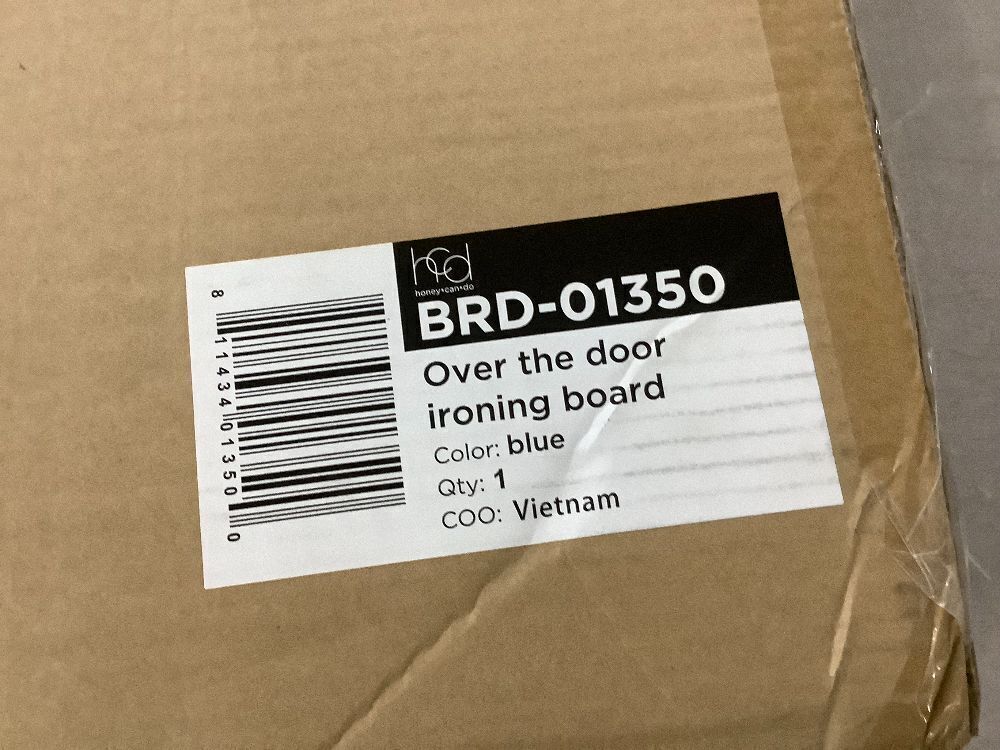 hcd
honey•can•do
BRD-01350
Over the door
ironing board
Color: blue
Qty: 1
COO: Vietnam
8 11434 01350 0